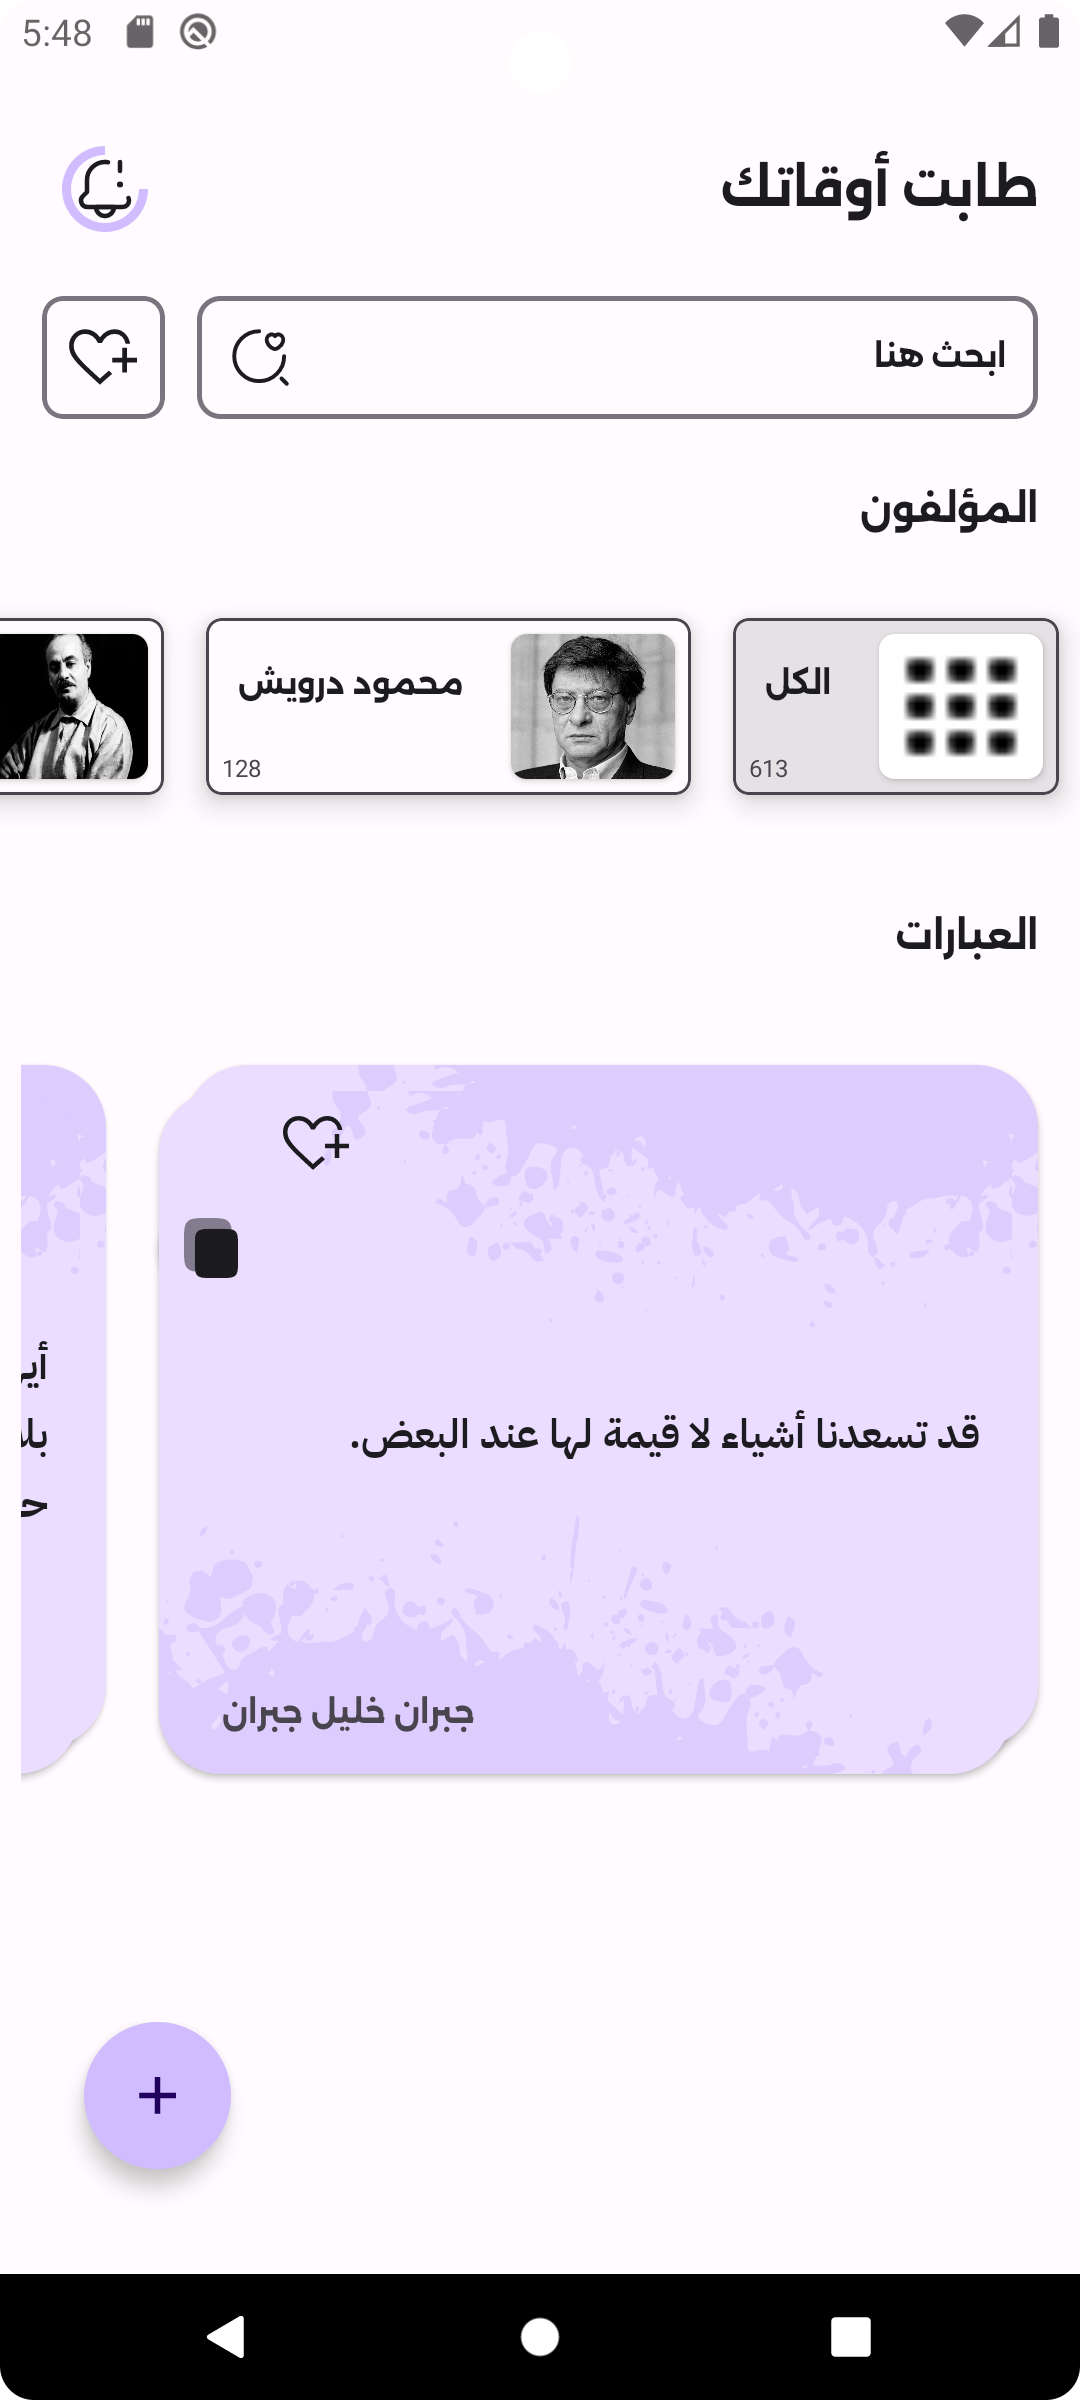 5:48
طابت أوقاتك
ابحث هنا
المؤلفون
الكل
613
محمود درويش
128
العبارات
قد تسعدنا أشياء لا قيمة لها عند البعض.
جبران خليل جبران